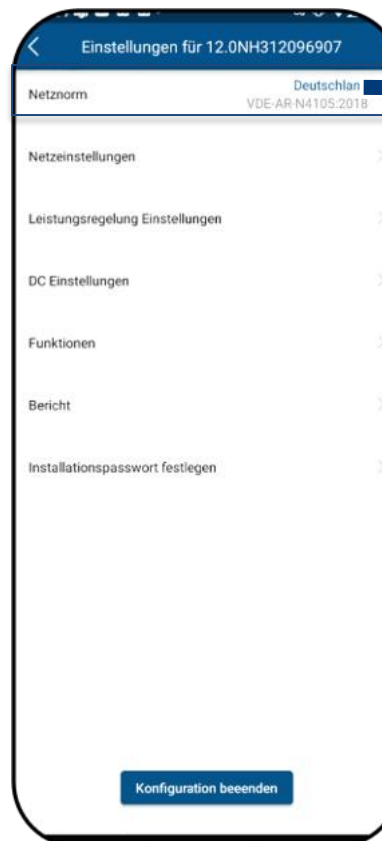 Einstellungen für 12.0NH312096907
Netznorm
Deutschlan
VDE-AR-N4105:2018
Netzeinstellungen
Leistungsregelung Einstellungen
DC Einstellungen
Funktionen
Bericht
Installationspasswort festlegen
Konfiguration beeenden